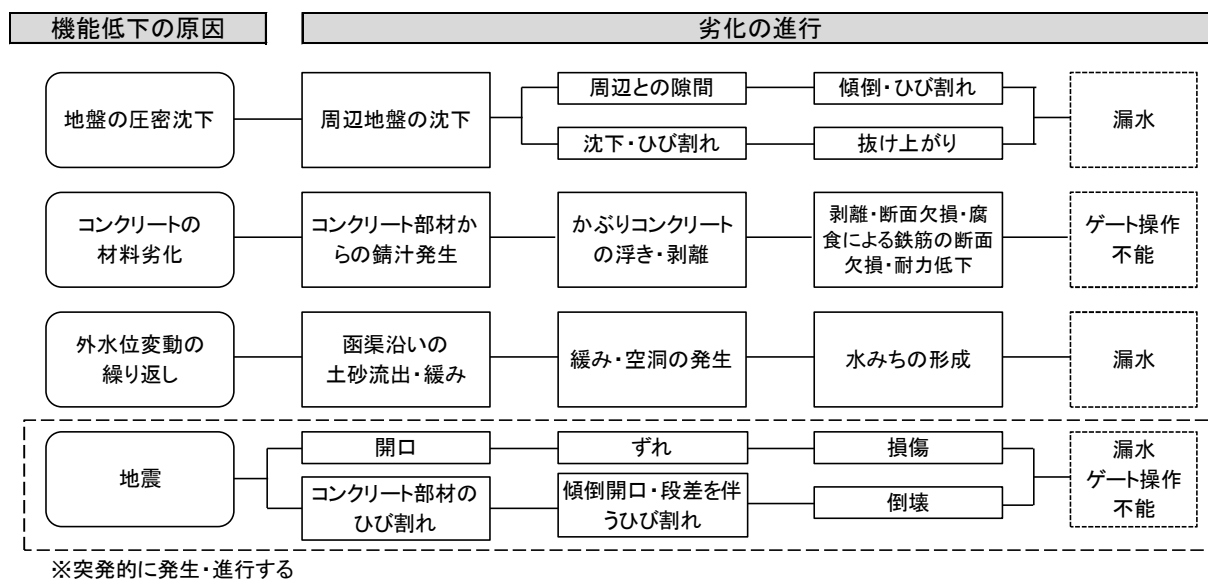 機能低下の原因
劣化の進行
地盤の圧密沈下
周辺地盤の沈下
周辺との隙間
傾倒・ひび割れ
沈下・ひび割れ
抜け上がり
漏水
コンクリートの
材料劣化
コンクリート部材か
らの錆汁発生
かぶりコンクリート
の浮き・剥離
剥離・断面欠損・腐
食による鉄筋の断面
欠損・耐力低下
ゲート操作
不能
外水位変動の
繰り返し
函渠沿いの
土砂流出・緩み
緩み・空洞の発生
水みちの形成
漏水
地震
開口
ずれ
損傷
コンクリート部材の
ひび割れ
傾倒開口・段差を伴
うひび割れ
倒壊
漏水
ゲート操作
不能
※突発的に発生・進行する